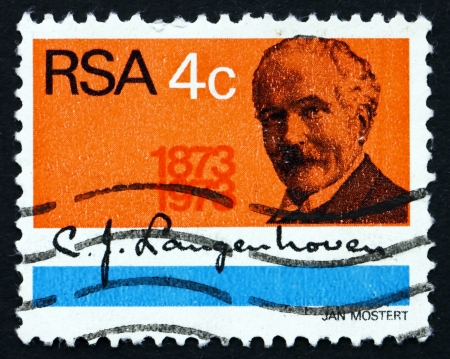 RSA 4c
1873
1973
C. J. Langenhoven
JAN MOSTERT